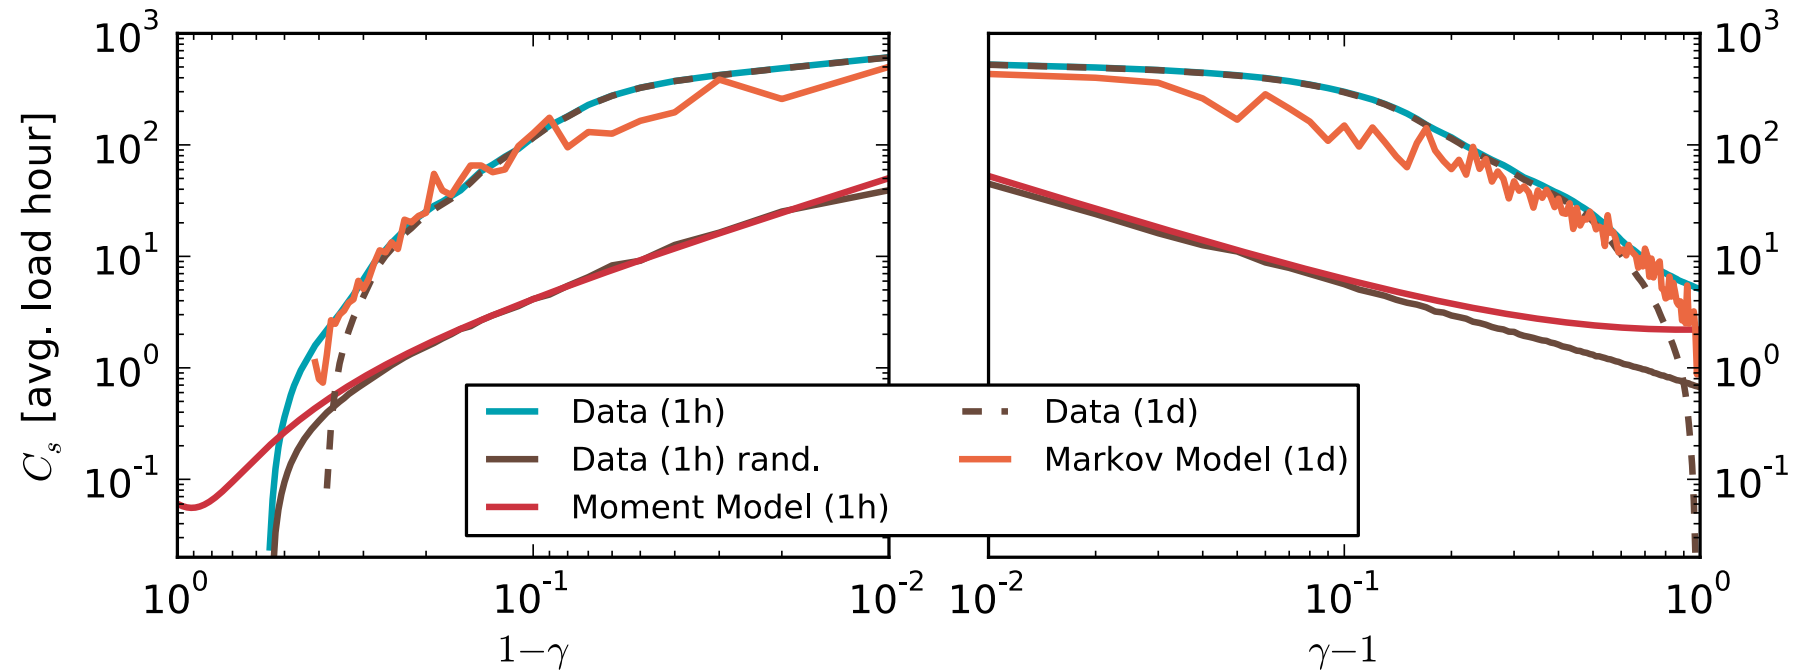 C_s [avg. load hour]
10^3
10^2
10^1
10^0
10^-1
10^3
10^2
10^1
10^0
10^-1
Data (1h)
Data (1h) rand.
Moment Model (1h)
Data (1d)
Markov Model (1d)
10^0
10^-1
10^-2
10^-2
10^-1
10^0
1−γ
γ−1